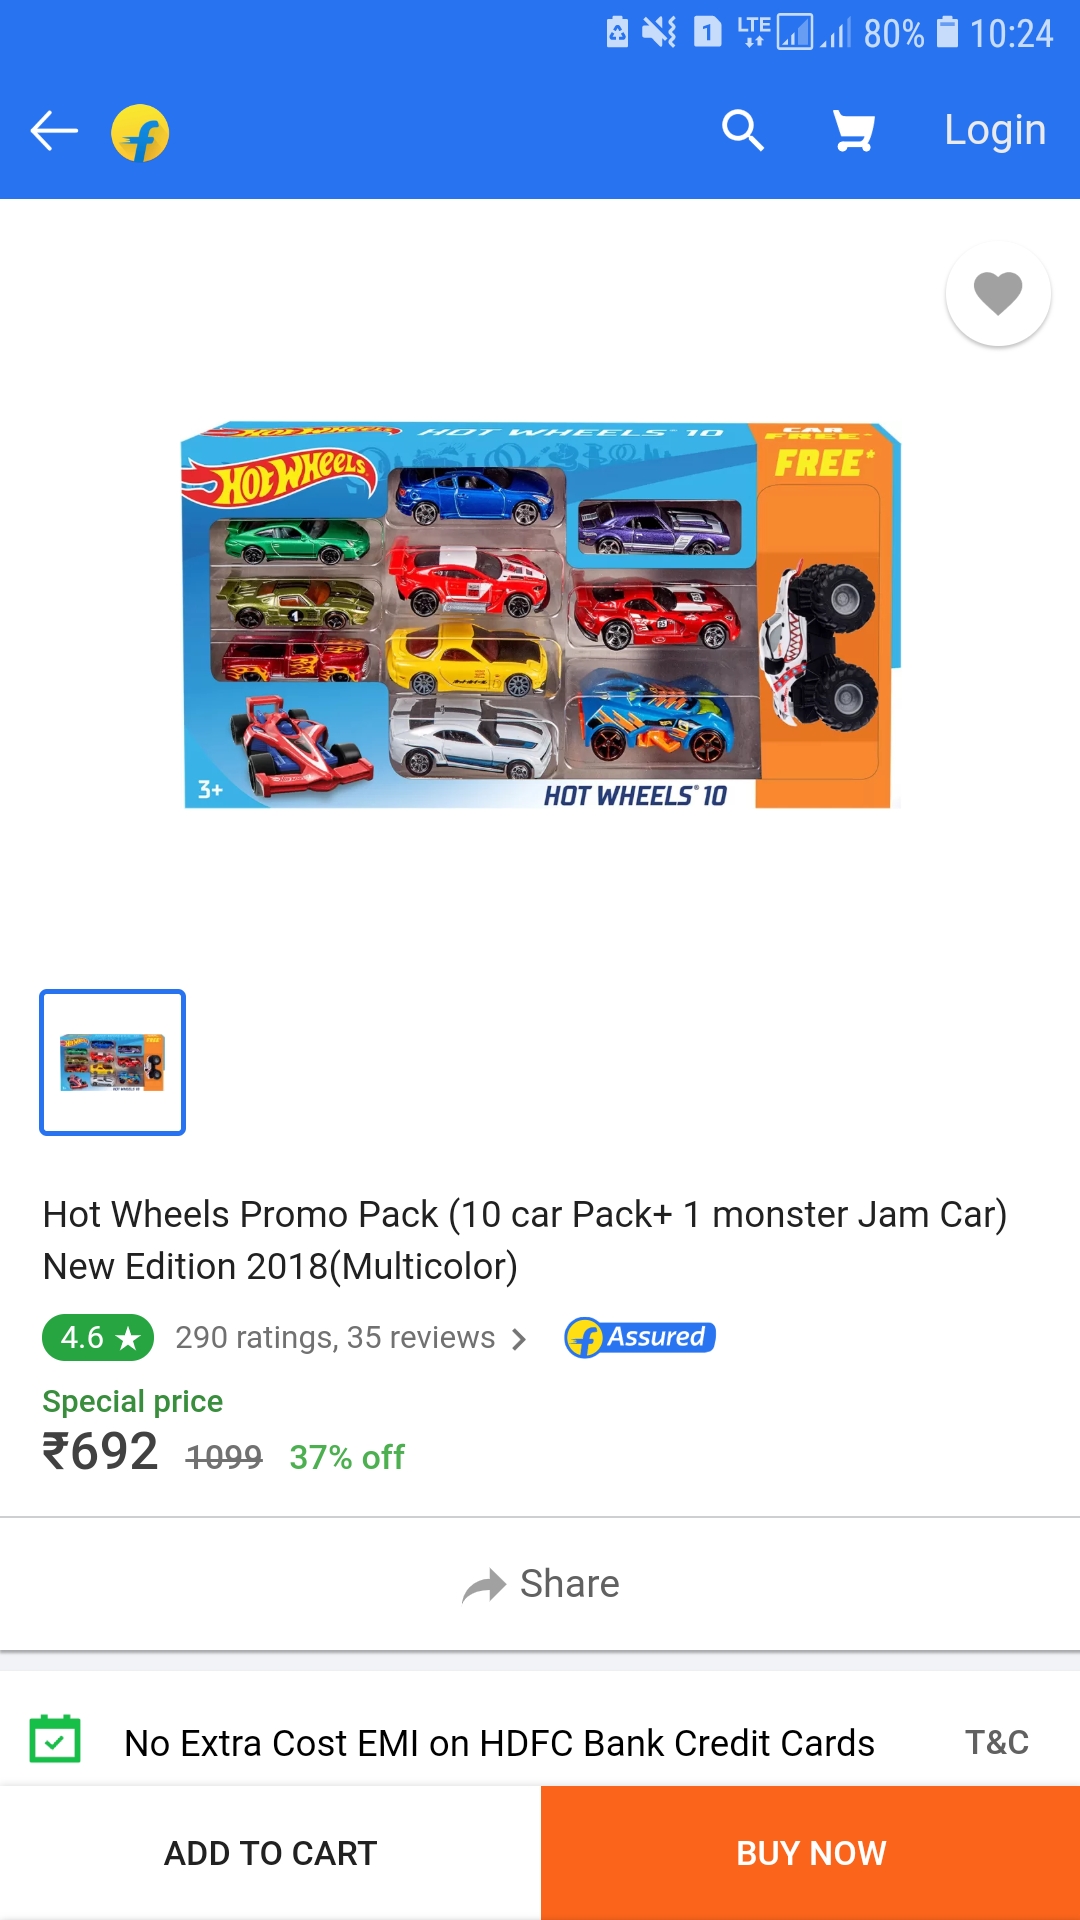 1 LTE 80% 10:24
Login
HOT WHEELS HOT WHEELS 10 CAR FREE*
Hot Wheels
FREE*
1
3+
HOT WHEELS® 10
Hot Wheels Promo Pack (10 car Pack+ 1 monster Jam Car)
New Edition 2018(Multicolor)
4.6 ★ 290 ratings, 35 reviews > f Assured
Special price
₹692 1099 37% off
Share
No Extra Cost EMI on HDFC Bank Credit Cards T&C
ADD TO CART BUY NOW